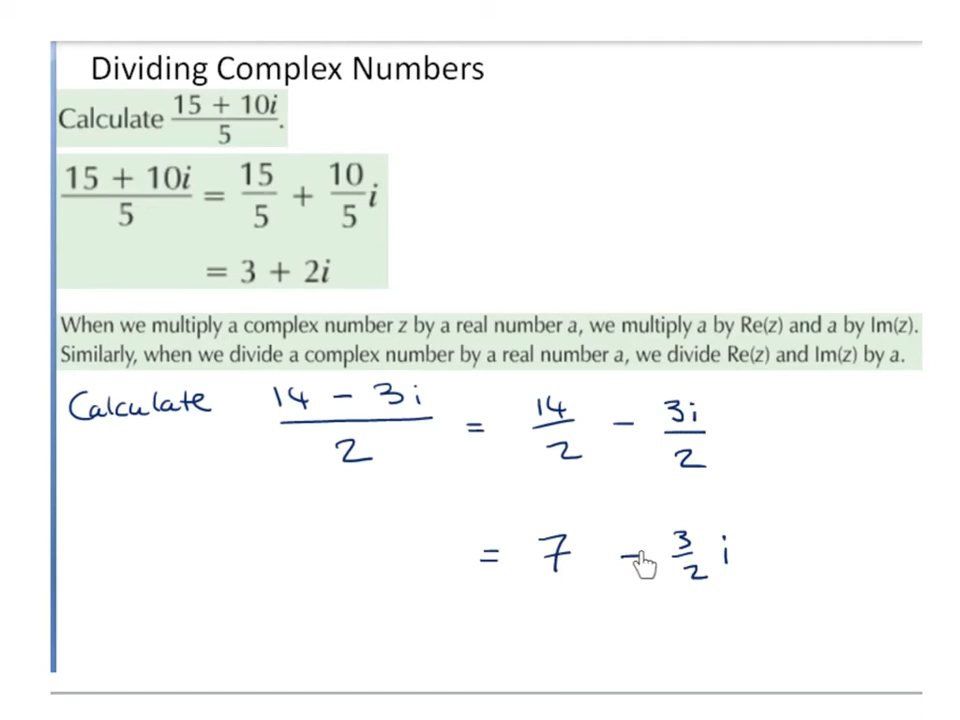 Dividing Complex Numbers
Calculate (15 + 10i)/5.
(15 + 10i)/5 = 15/5 + 10/5 i
= 3 + 2i
When we multiply a complex number z by a real number a, we multiply a by Re(z) and a by Im(z).
Similarly, when we divide a complex number by a real number a, we divide Re(z) and Im(z) by a.
Calculate (14 - 3i)/2 = 14/2 - 3i/2
= 7 - 3/2 i